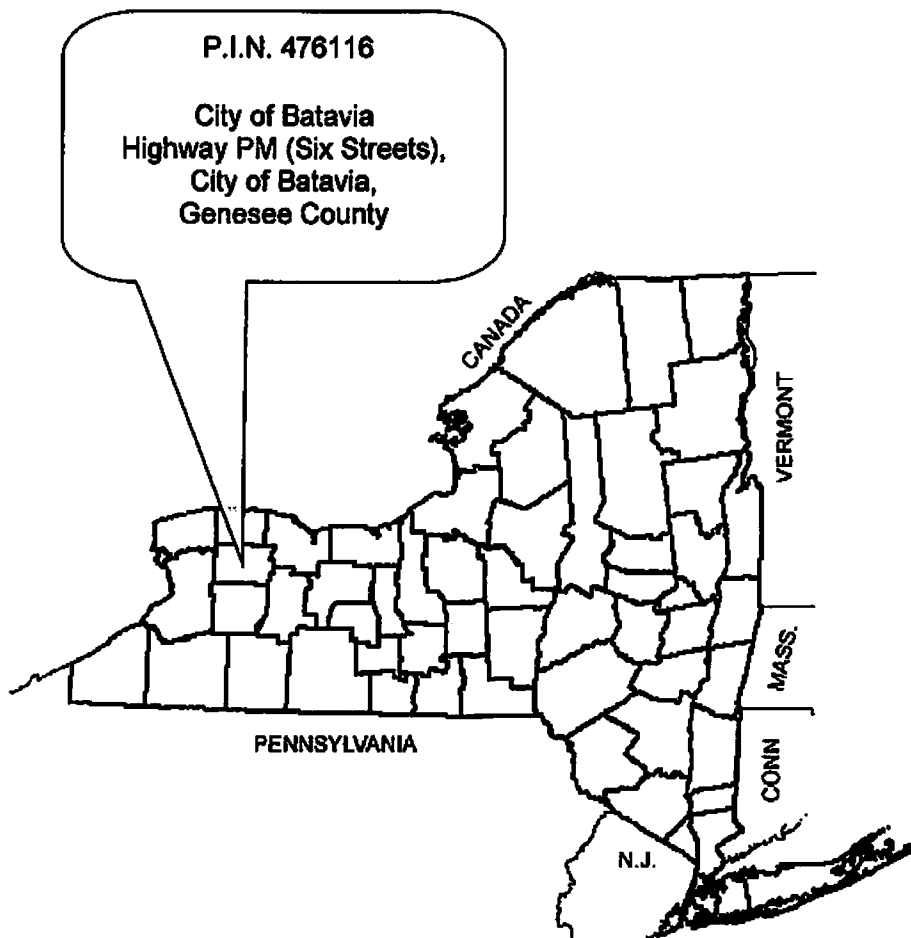 P.I.N. 476116
City of Batavia
Highway PM (Six Streets),
City of Batavia,
Genesee County
CANADA
VERMONT
MASS.
CONN
PENNSYLVANIA
N.J.